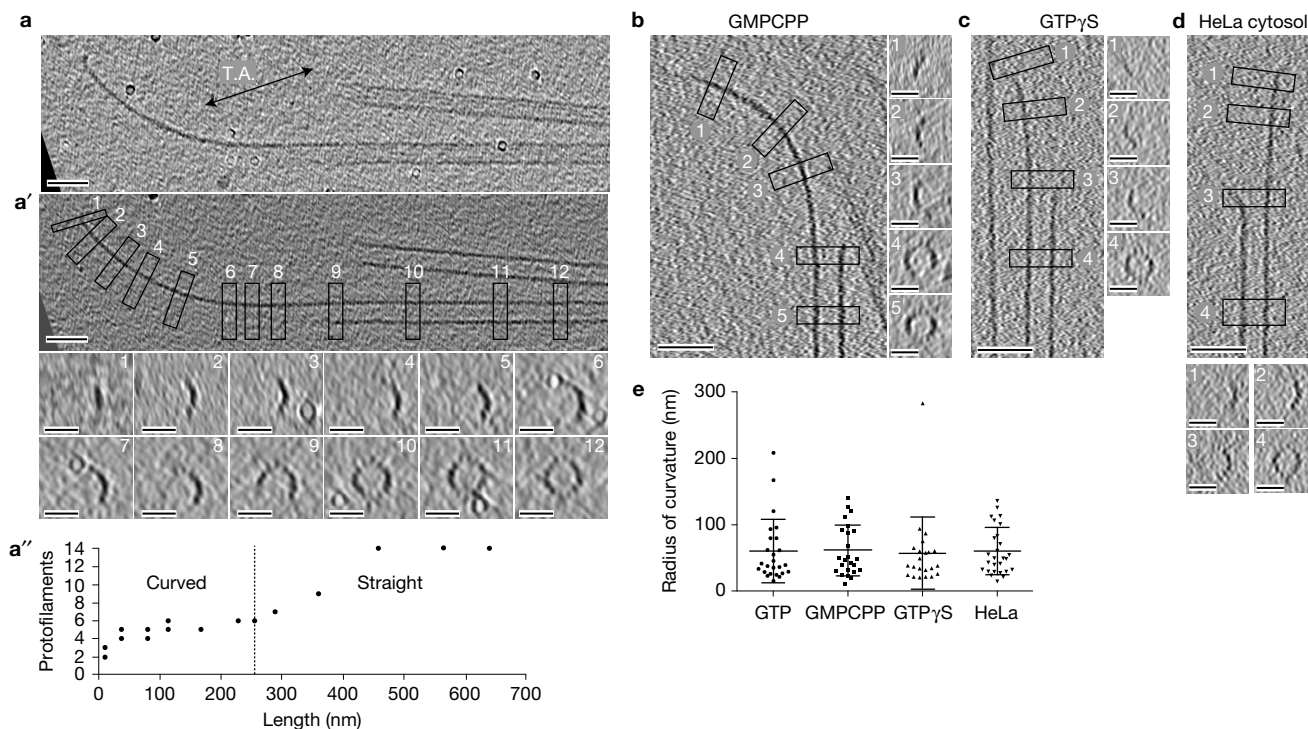 a
T.A.
a′
1 2 3 4 5 6 7 8 9 10 11 12
1 2 3 4 5 6
7 8 9 10 11 12
a″
Protofilaments
14
12
10
8
6
4
2
0
Curved Straight
0 100 200 300 400 500 600 700
Length (nm)
b GMPCPP
1
2
3
4
5
1
2
3
4
5
c GTPγS
1
2
3
4
1
2
3
4
d HeLa cytosol
1
2
3
4
1 2
3 4
e
Radius of curvature (nm)
300
200
100
0
GTP GMPCPP GTPγS HeLa